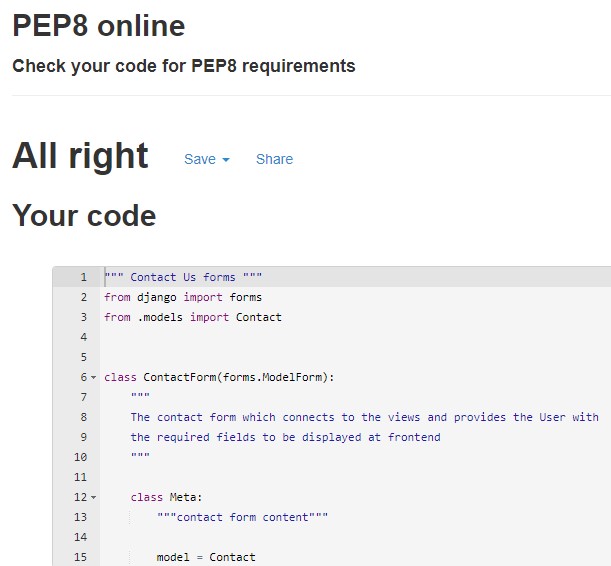 PEP8 online
Check your code for PEP8 requirements
All right Save Share
Your code
1 """ Contact Us forms """
2 from django import forms
3 from .models import Contact
4
5
6 class ContactForm(forms.ModelForm):
7 """
8 The contact form which connects to the views and provides the User with
9 the required fields to be displayed at frontend
10 """
11
12 class Meta:
13 """contact form content"""
14
15 model = Contact